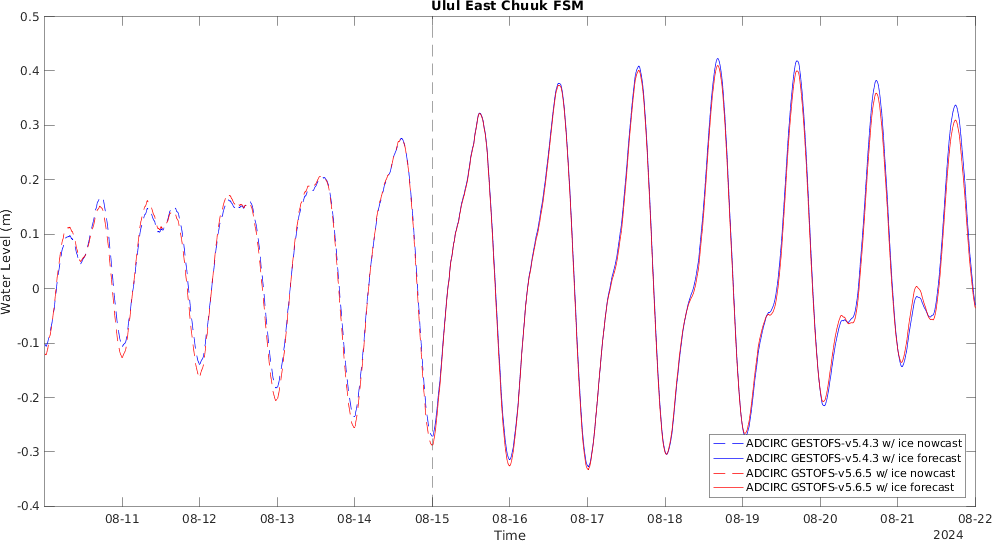 Ulul East Chuuk FSM
0.5
0.4
0.3
0.2
0.1
0
-0.1
-0.2
-0.3
-0.4
Water Level (m)
ADCIRC GESTOFS-v5.4.3 w/ ice nowcast
ADCIRC GESTOFS-v5.4.3 w/ ice forecast
ADCIRC GSTOFS-v5.6.5 w/ ice nowcast
ADCIRC GSTOFS-v5.6.5 w/ ice forecast
08-11 08-12 08-13 08-14 08-15 08-16 08-17 08-18 08-19 08-20 08-21 08-22
Time
2024